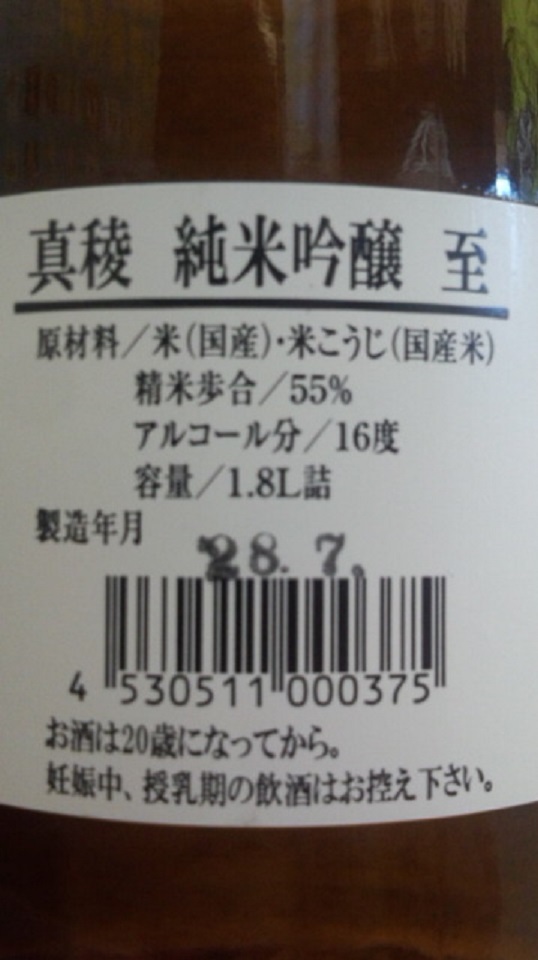 真稜 純米吟醸 至
原材料/米(国産)・米こうじ(国産米)
精米歩合/55%
アルコール分/16度
容量/1.8L詰
製造年月 28. 7.
4 530511 000375
お酒は20歳になってから。
妊娠中、授乳期の飲酒はお控え下さい。